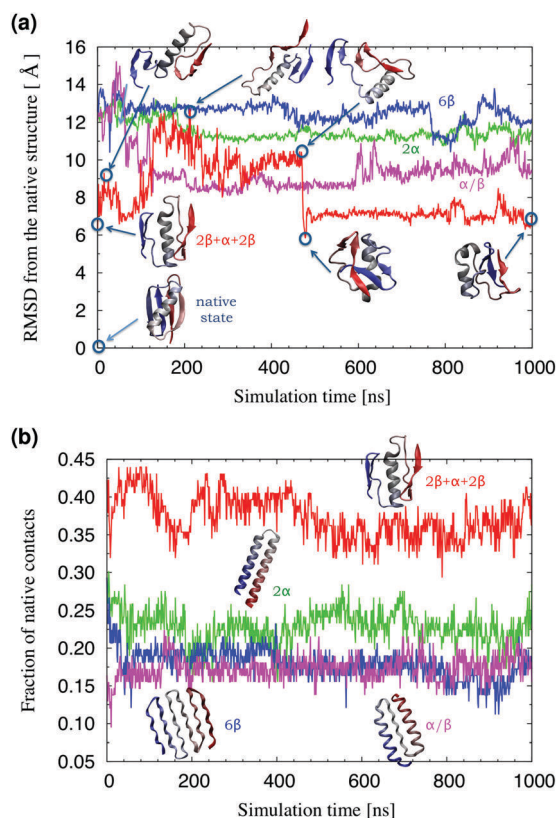 (a)
RMSD from the native structure [ Å]
16
14
12
10
8
6
4
2
0
6β
2α
α/β
2β+α+2β
native
state
0 200 400 600 800 1000
Simulation time [ns]
(b)
Fraction of native contacts
0.45
0.40
0.35
0.30
0.25
0.20
0.15
0.10
0.05
2β+α+2β
2α
6β
α/β
0 200 400 600 800 1000
Simulation time [ns]